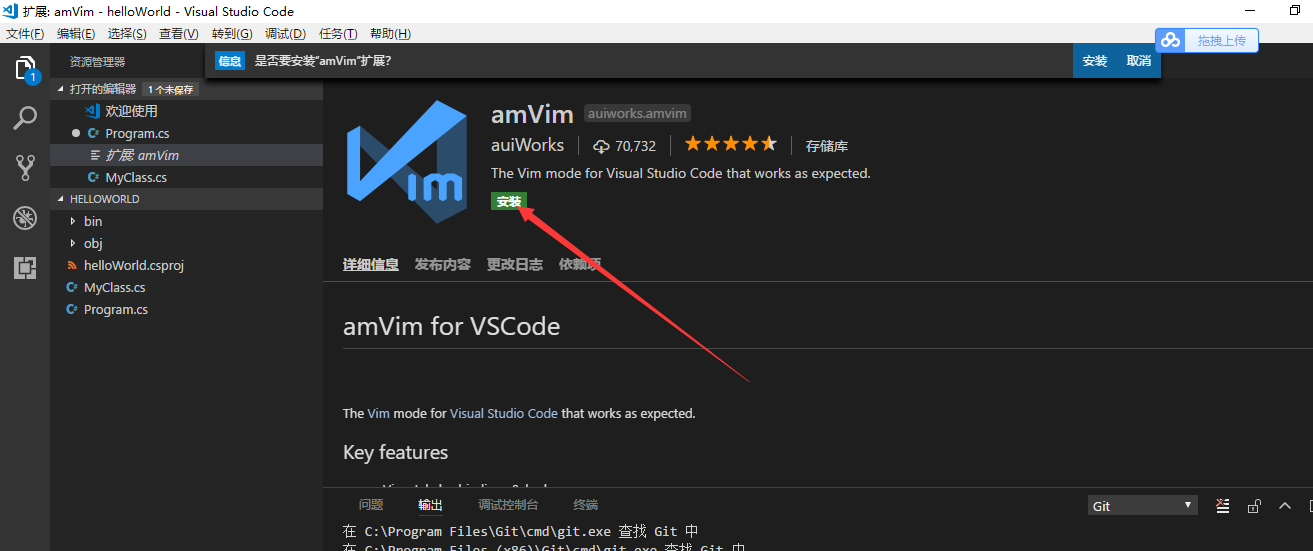 扩展: amVim - helloWorld - Visual Studio Code
文件(F) 编辑(E) 选择(S) 查看(V) 转到(G) 调试(D) 任务(T) 帮助(H)
拖拽上传
资源管理器
信息 是否要安装“amVim”扩展? 安装 取消
1
打开的编辑器 1 个未保存
欢迎使用
Program.cs
扩展: amVim
MyClass.cs
HELLOWORLD
bin
obj
helloWorld.csproj
MyClass.cs
Program.cs
Vim
amVim auiworks.amvim
auiWorks 70,732 存储库
The Vim mode for Visual Studio Code that works as expected.
安装
详细信息 发布内容 更改日志 依赖项
amVim for VSCode
The Vim mode for Visual Studio Code that works as expected.
Key features
问题 输出 调试控制台 终端 Git
在 C:\Program Files\Git\cmd\git.exe 查找 Git 中
在 C:\Program Files (x86)\Git\cmd\git.exe 查找 Git 中